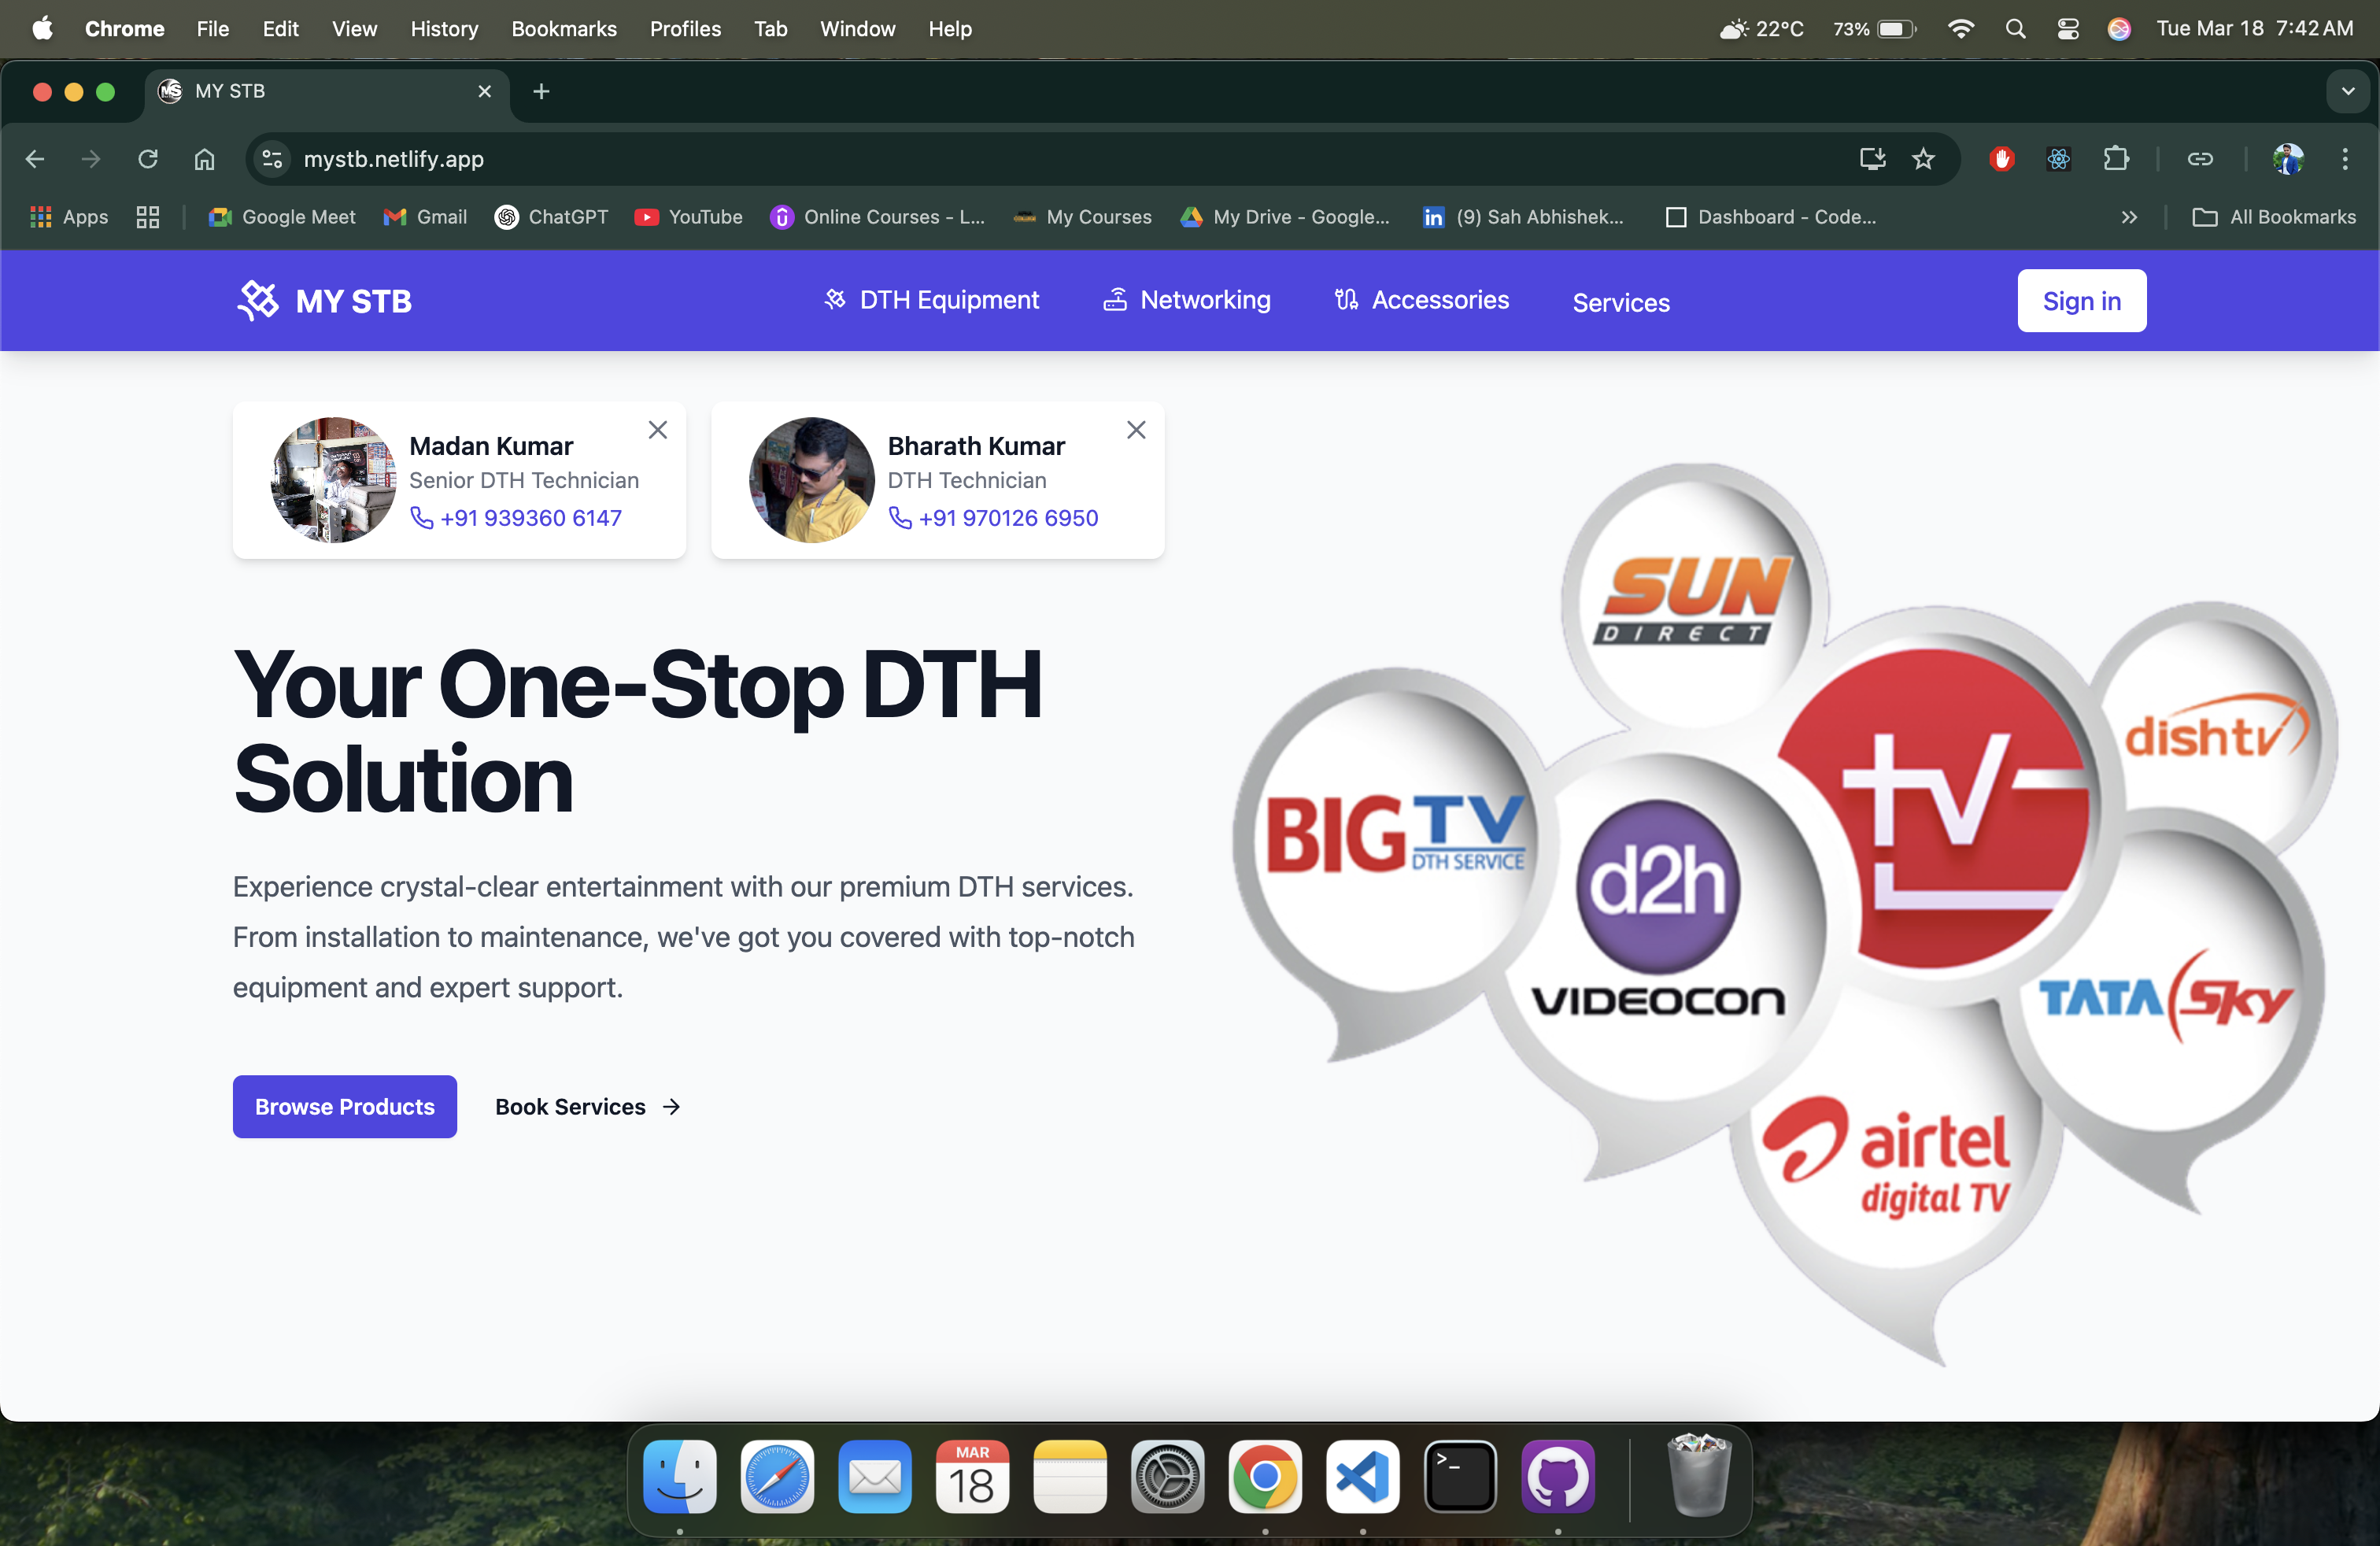 Chrome File Edit View History Bookmarks Profiles Tab Window Help 22°C 73% Tue Mar 18 7:42 AM
MY STB
mystb.netlify.app
Apps Google Meet Gmail ChatGPT YouTube Online Courses - L... My Courses My Drive - Google... (9) Sah Abhishek... Dashboard - Code... All Bookmarks
MY STB DTH Equipment Networking Accessories Services Sign in
Madan Kumar
Senior DTH Technician
+91 939360 6147
Bharath Kumar
DTH Technician
+91 970126 6950
Your One-Stop DTH
Solution
Experience crystal-clear entertainment with our premium DTH services.
From installation to maintenance, we've got you covered with top-notch
equipment and expert support.
Browse Products Book Services
SUN
DIRECT
dishtv
tv
BIG TV
DTH SERVICE
d2h
VIDEOCON
TATA Sky
airtel
digital TV
MAR
18